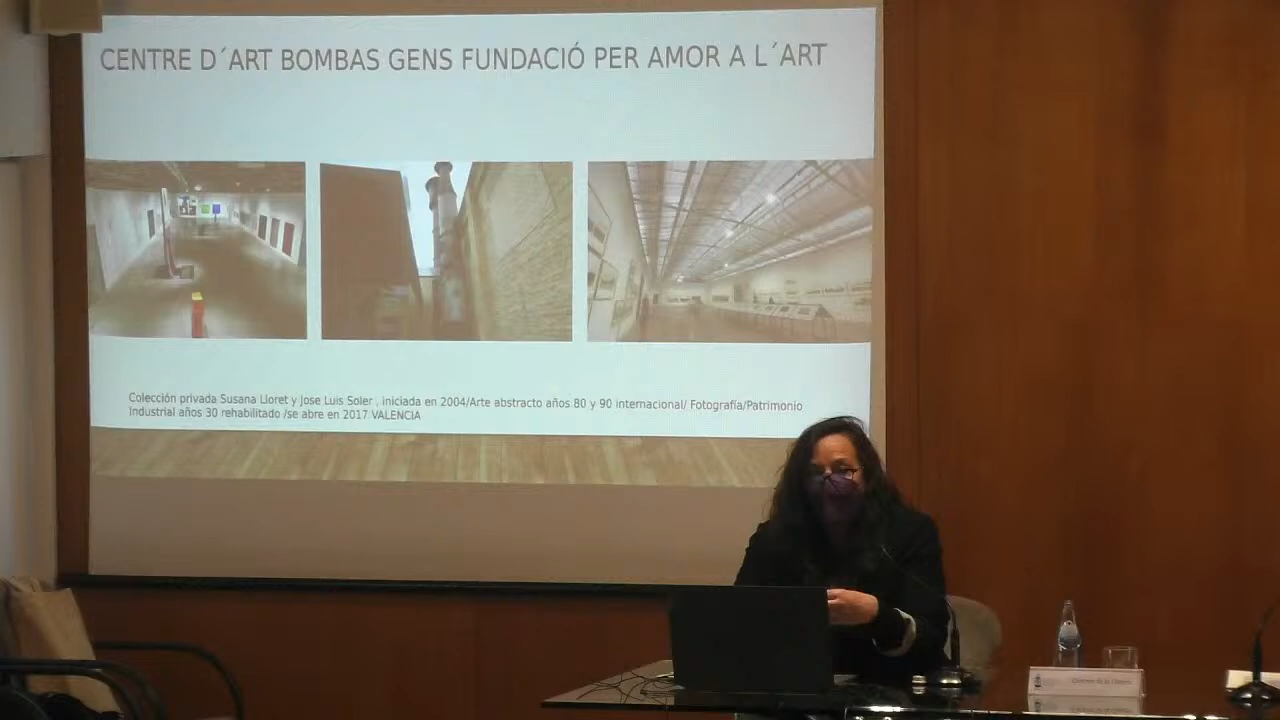 CENTRE D´ART BOMBAS GENS FUNDACIÓ PER AMOR A L´ART
Colección privada Susana Lloret y Jose Luis Soler , iniciada en 2004/Arte abstracto años 80 y 90 internacional/ Fotografía/Patrimonio
Industrial años 30 rehabilitado /se abre en 2017 VALENCIA